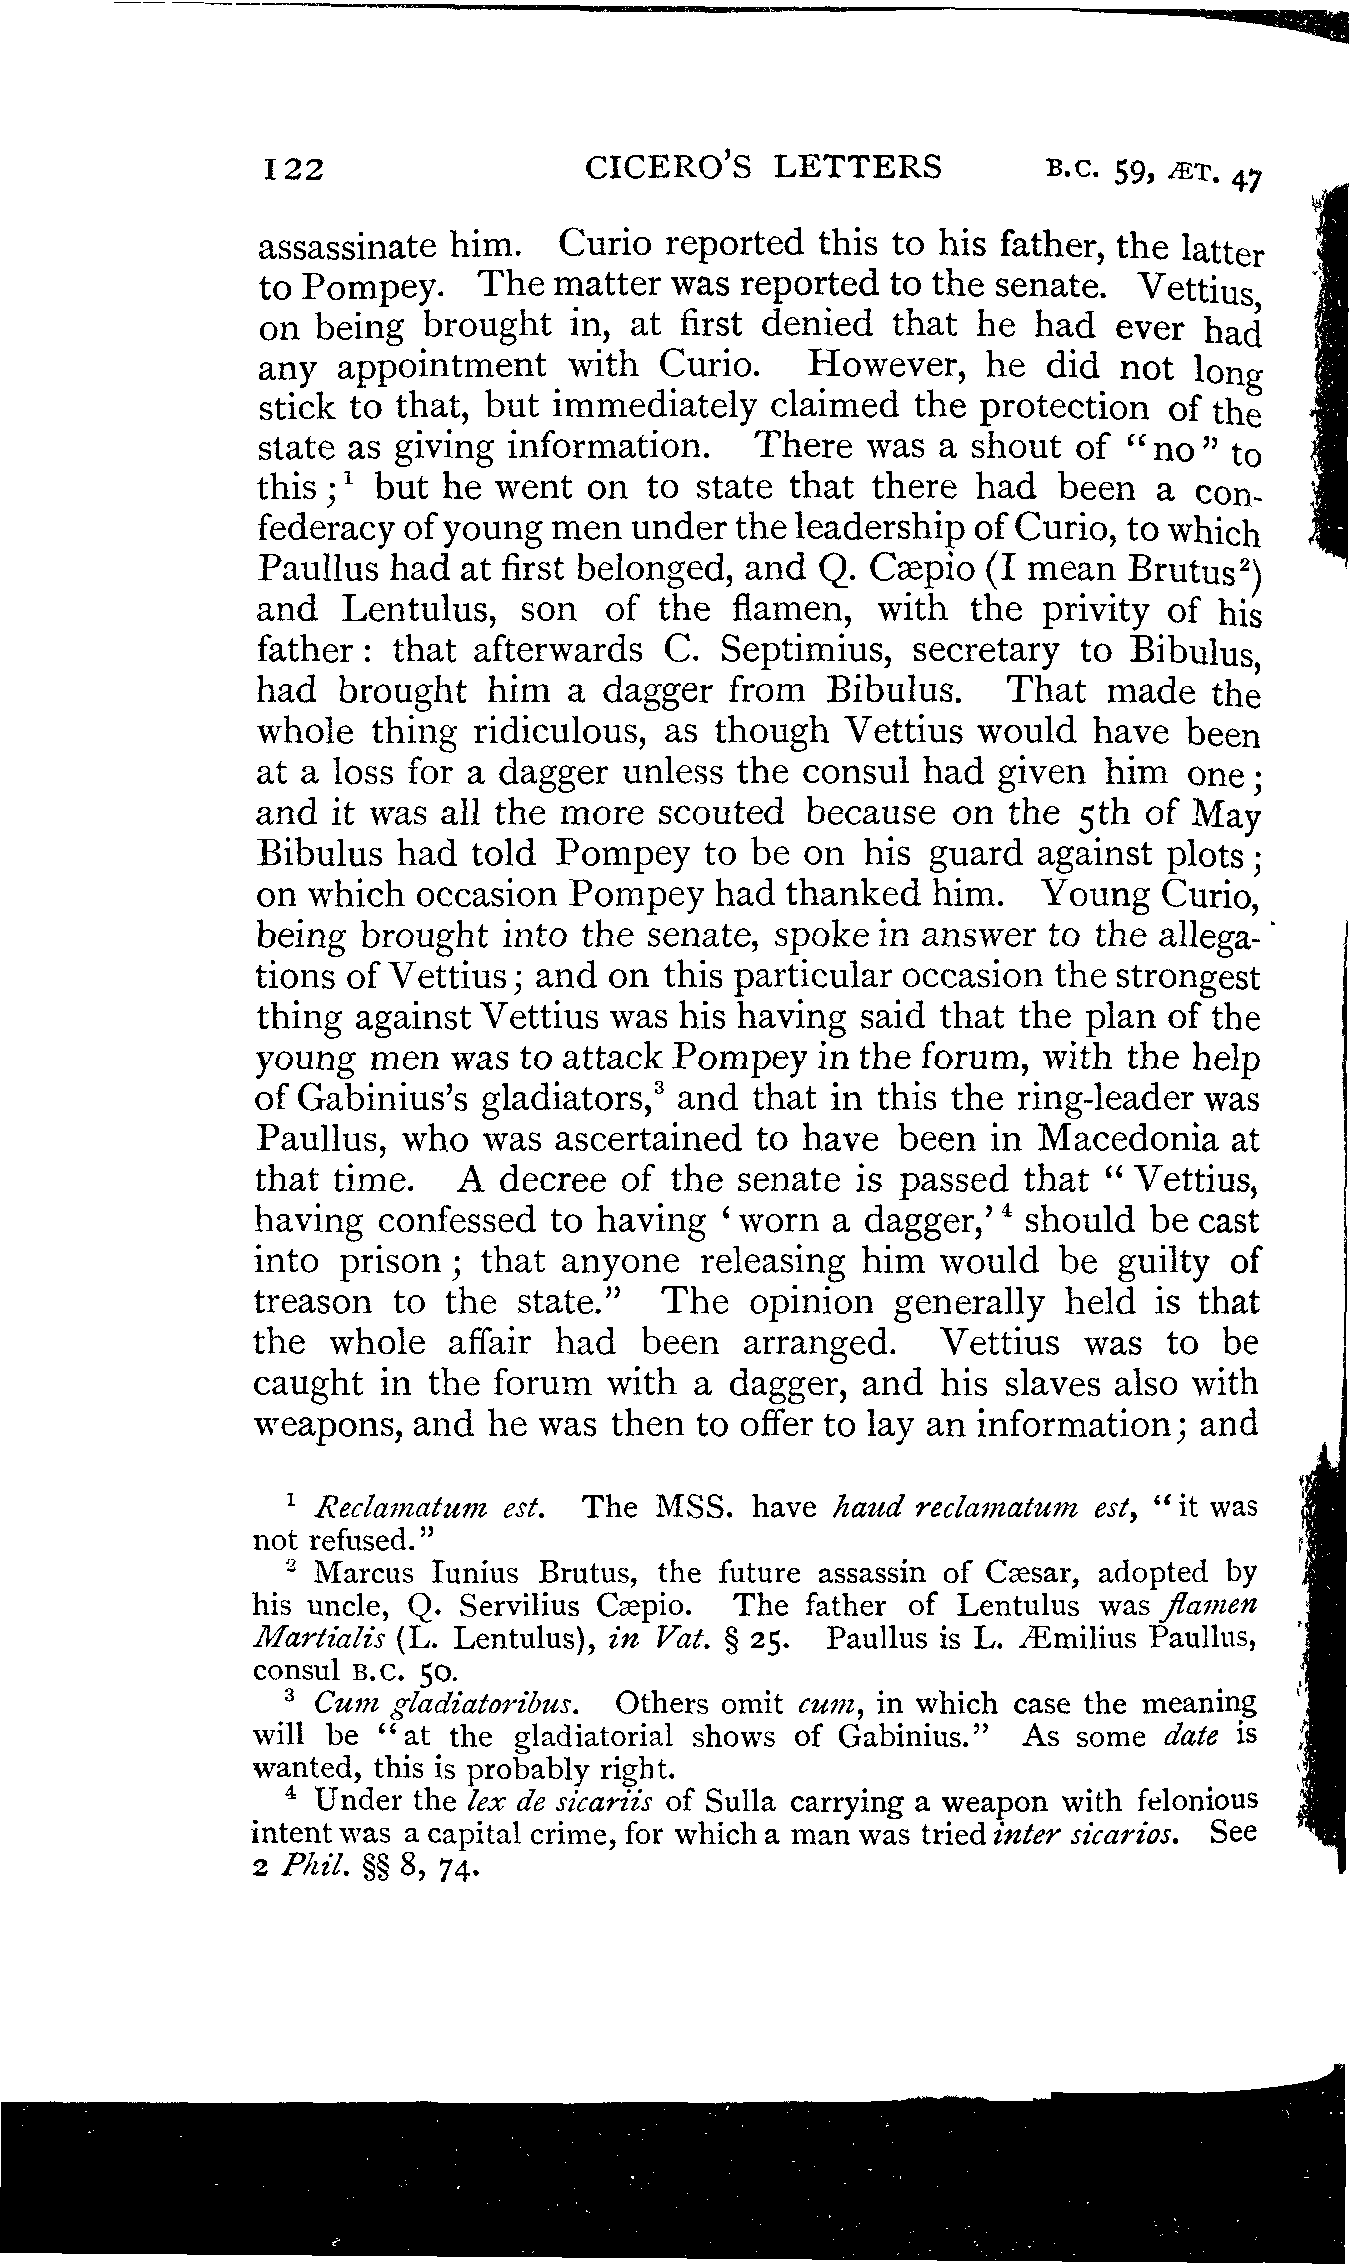 122 CICERO'S LETTERS B.C. 59, ÆT. 47
assassinate him. Curio reported this to his father, the latter
to Pompey. The matter was reported to the senate. Vettius,
on being brought in, at first denied that he had ever had
any appointment with Curio. However, he did not long
stick to that, but immediately claimed the protection of the
state as giving information. There was a shout of “no” to
this;¹ but he went on to state that there had been a con-
federacy of young men under the leadership of Curio, to which
Paullus had at first belonged, and Q. Cæpio (I mean Brutus²)
and Lentulus, son of the flamen, with the privity of his
father: that afterwards C. Septimius, secretary to Bibulus,
had brought him a dagger from Bibulus. That made the
whole thing ridiculous, as though Vettius would have been
at a loss for a dagger unless the consul had given him one;
and it was all the more scouted because on the 5th of May
Bibulus had told Pompey to be on his guard against plots;
on which occasion Pompey had thanked him. Young Curio,
being brought into the senate, spoke in answer to the allega-
tions of Vettius; and on this particular occasion the strongest
thing against Vettius was his having said that the plan of the
young men was to attack Pompey in the forum, with the help
of Gabinius's gladiators,³ and that in this the ring-leader was
Paullus, who was ascertained to have been in Macedonia at
that time. A decree of the senate is passed that “Vettius,
having confessed to having ‘worn a dagger,’⁴ should be cast
into prison; that anyone releasing him would be guilty of
treason to the state.” The opinion generally held is that
the whole affair had been arranged. Vettius was to be
caught in the forum with a dagger, and his slaves also with
weapons, and he was then to offer to lay an information; and
¹ Reclamatum est. The MSS. have haud reclamatum est, “it was
not refused.”
² Marcus Iunius Brutus, the future assassin of Cæsar, adopted by
his uncle, Q. Servilius Cæpio. The father of Lentulus was flamen
Martialis (L. Lentulus), in Vat. § 25. Paullus is L. Æmilius Paullus,
consul B.C. 50.
³ Cum gladiatoribus. Others omit cum, in which case the meaning
will be “at the gladiatorial shows of Gabinius.” As some date is
wanted, this is probably right.
⁴ Under the lex de sicariis of Sulla carrying a weapon with felonious
intent was a capital crime, for which a man was tried inter sicarios. See
2 Phil. §§ 8, 74.